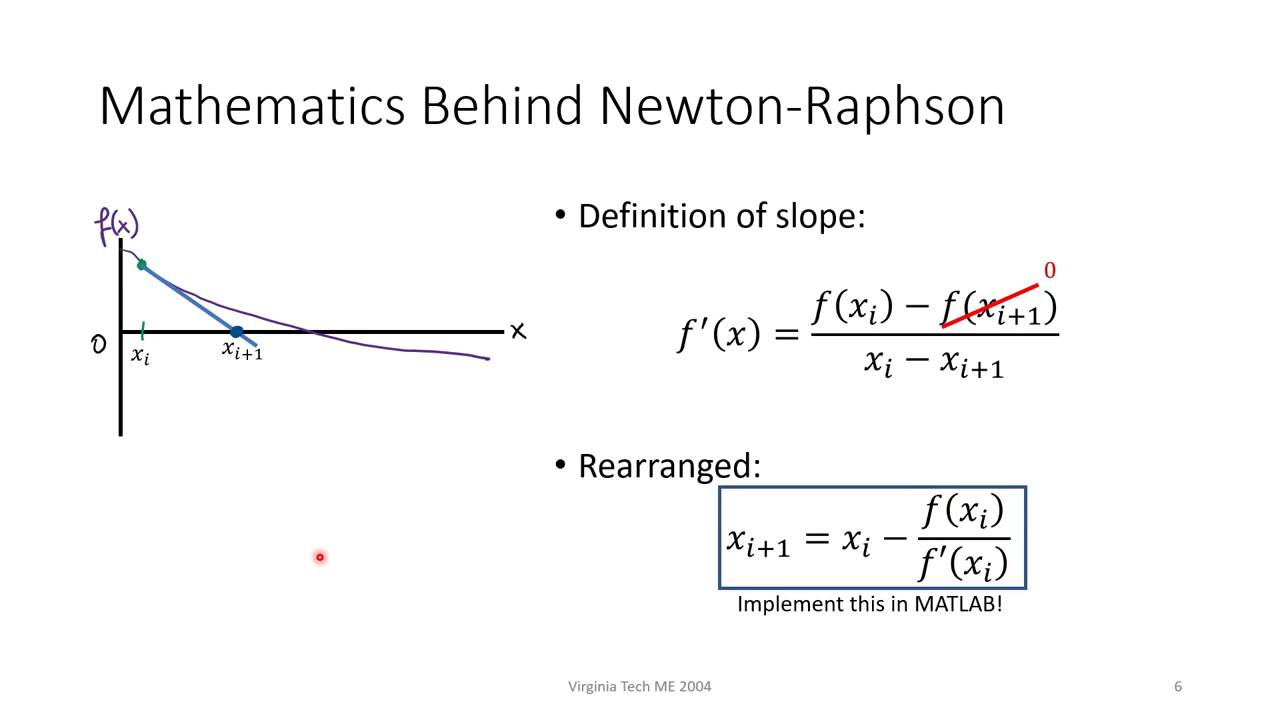 Mathematics Behind Newton-Raphson
f(x)
0
x
xᵢ
xᵢ₊₁
• Definition of slope:
f′(x) = (f(xᵢ) − f(xᵢ₊₁)) / (xᵢ − xᵢ₊₁)
0
• Rearranged:
xᵢ₊₁ = xᵢ − f(xᵢ) / f′(xᵢ)
Implement this in MATLAB!
Virginia Tech ME 2004
6